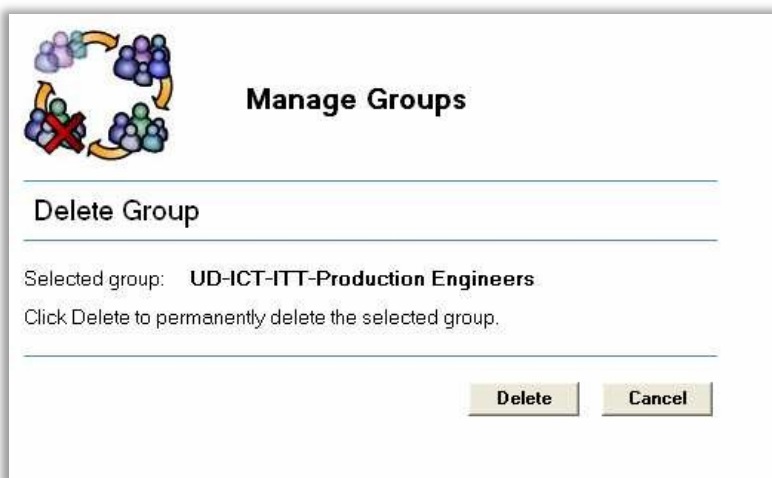 Manage Groups
Delete Group
Selected group: UD-ICT-ITT-Production Engineers
Click Delete to permanently delete the selected group.
Delete Cancel